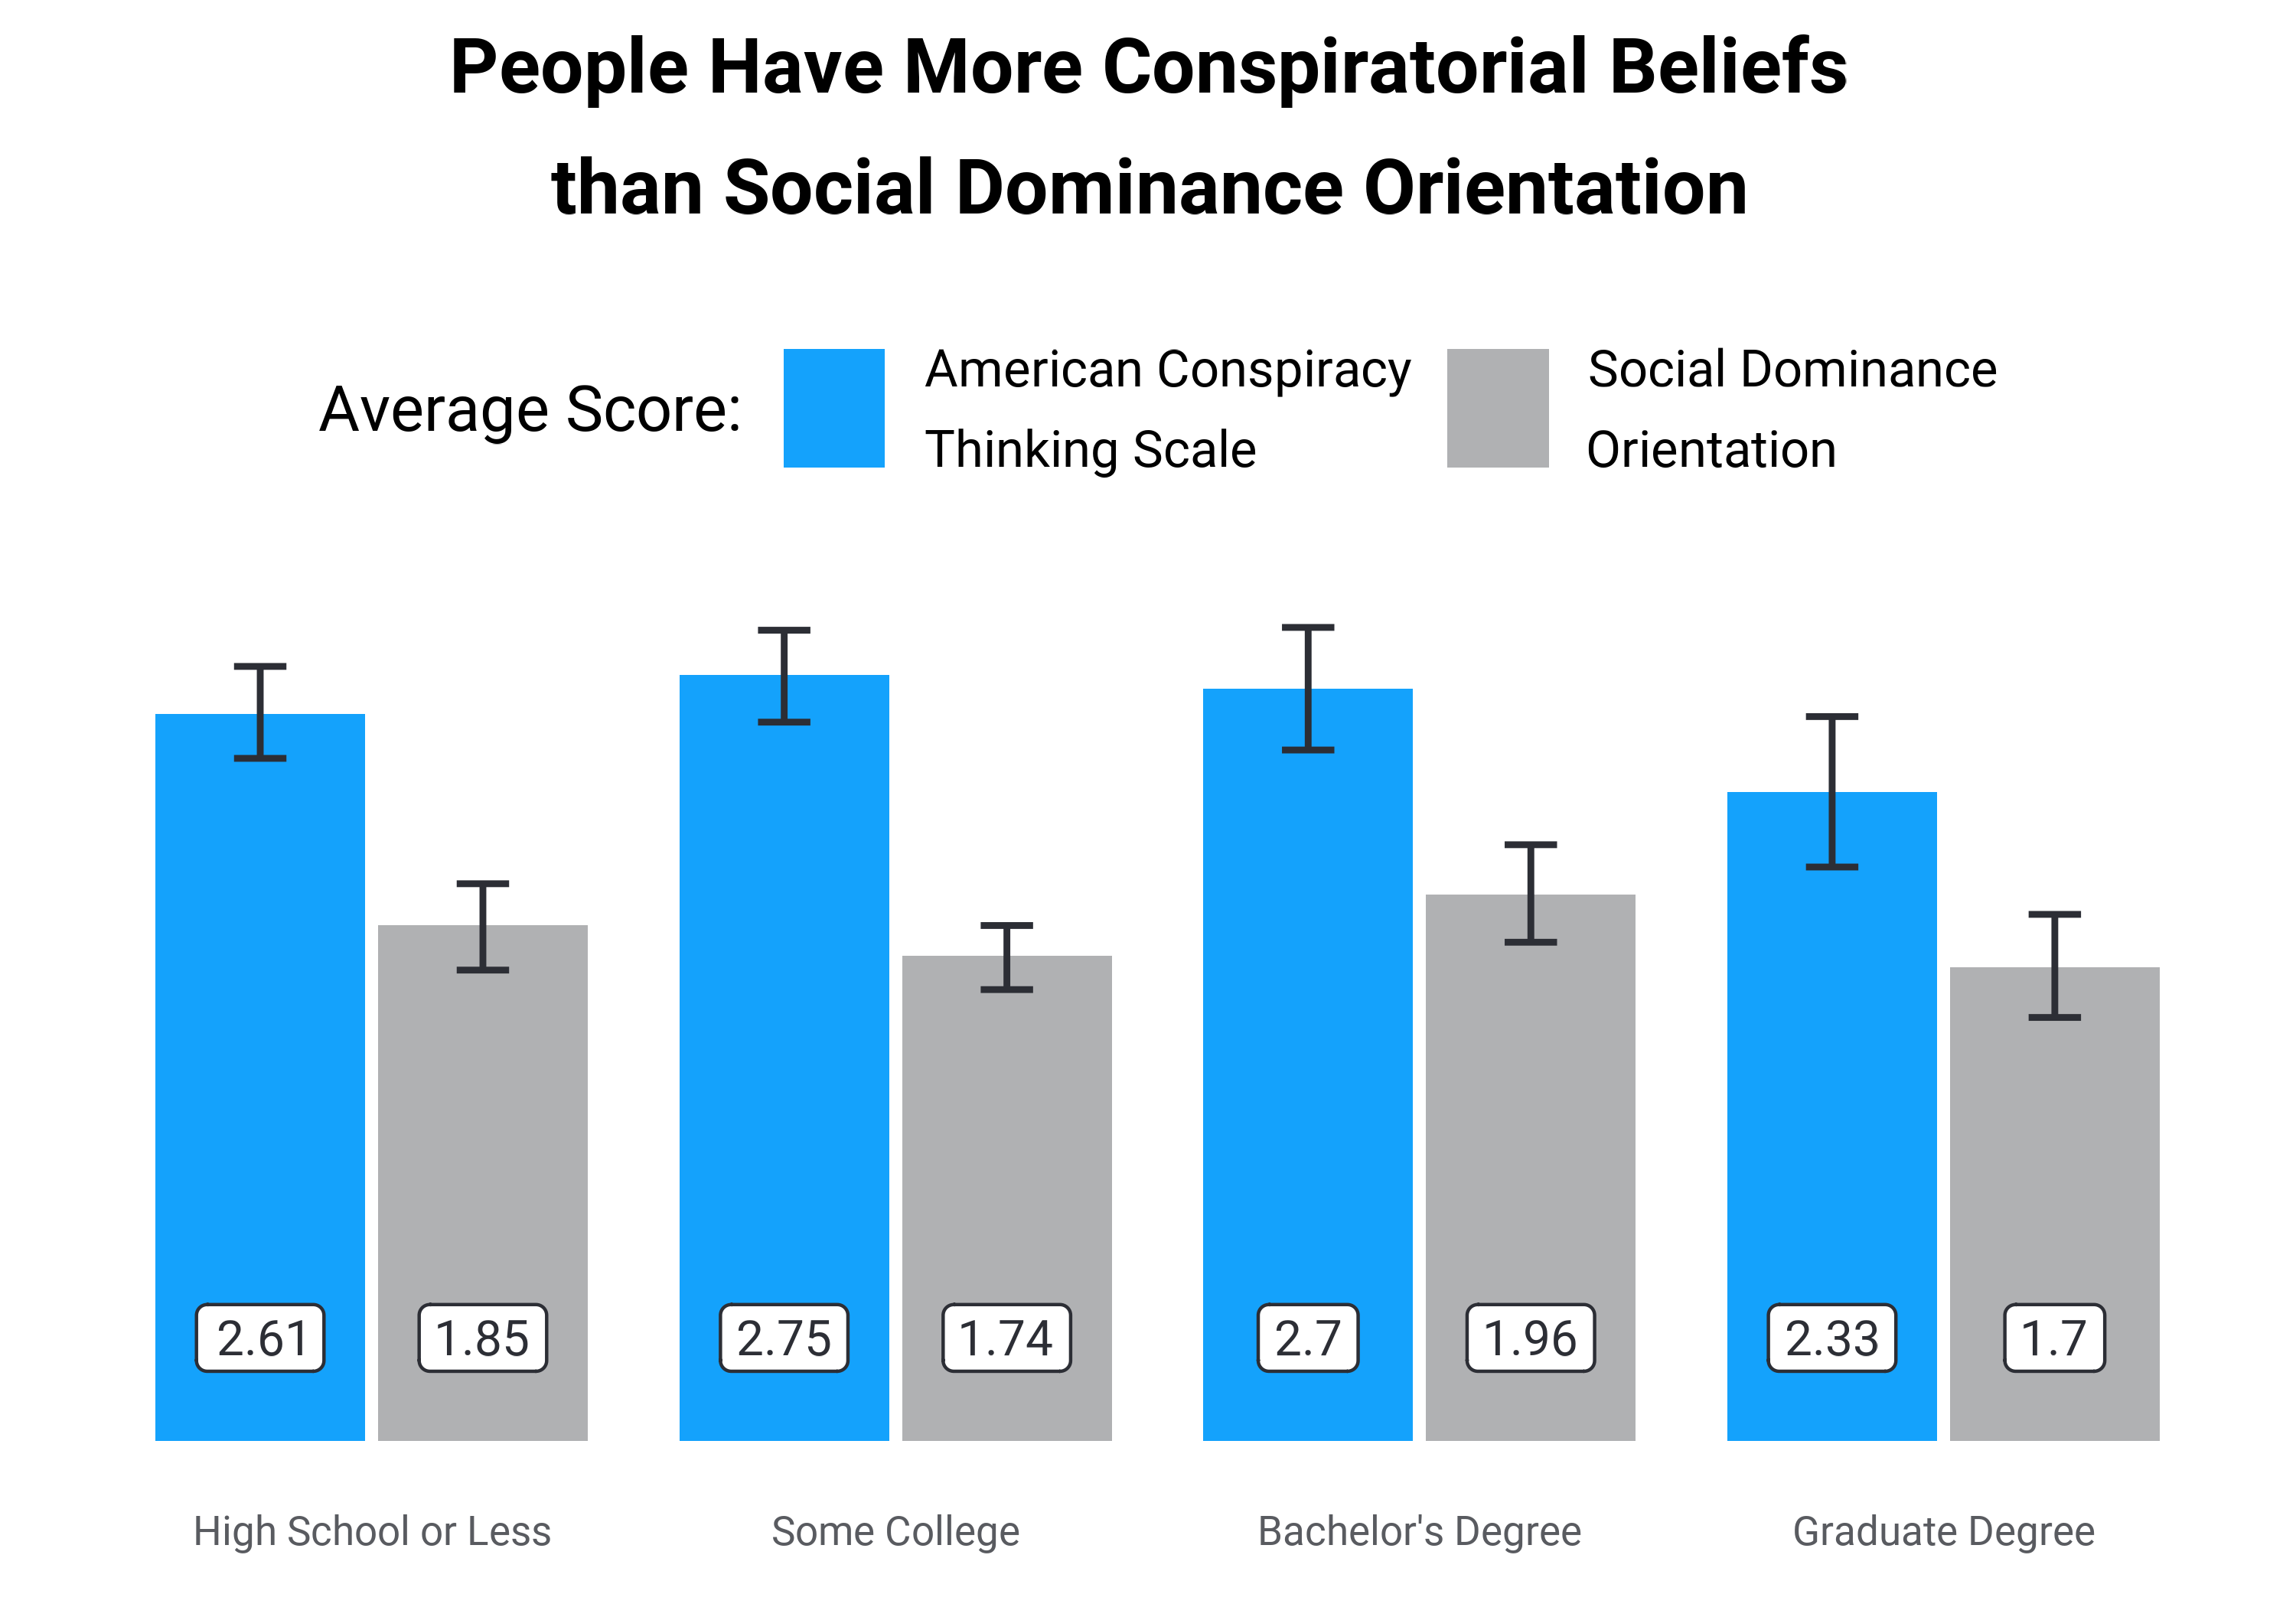 People Have More Conspiratorial Beliefs
than Social Dominance Orientation
Average Score:
American Conspiracy
Thinking Scale
Social Dominance
Orientation
2.61
1.85
2.75
1.74
2.7
1.96
2.33
1.7
High School or Less
Some College
Bachelor's Degree
Graduate Degree